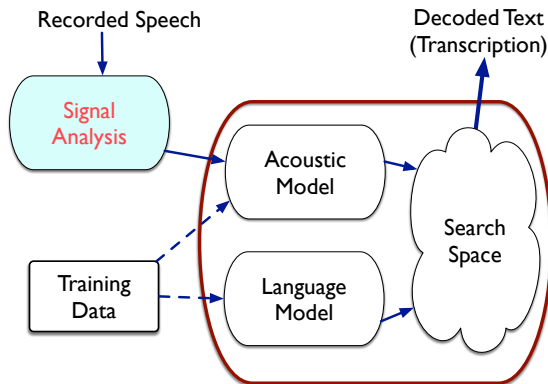 Recorded Speech
Decoded Text
(Transcription)
Signal
Analysis
Acoustic
Model
Search
Space
Training
Data
Language
Model